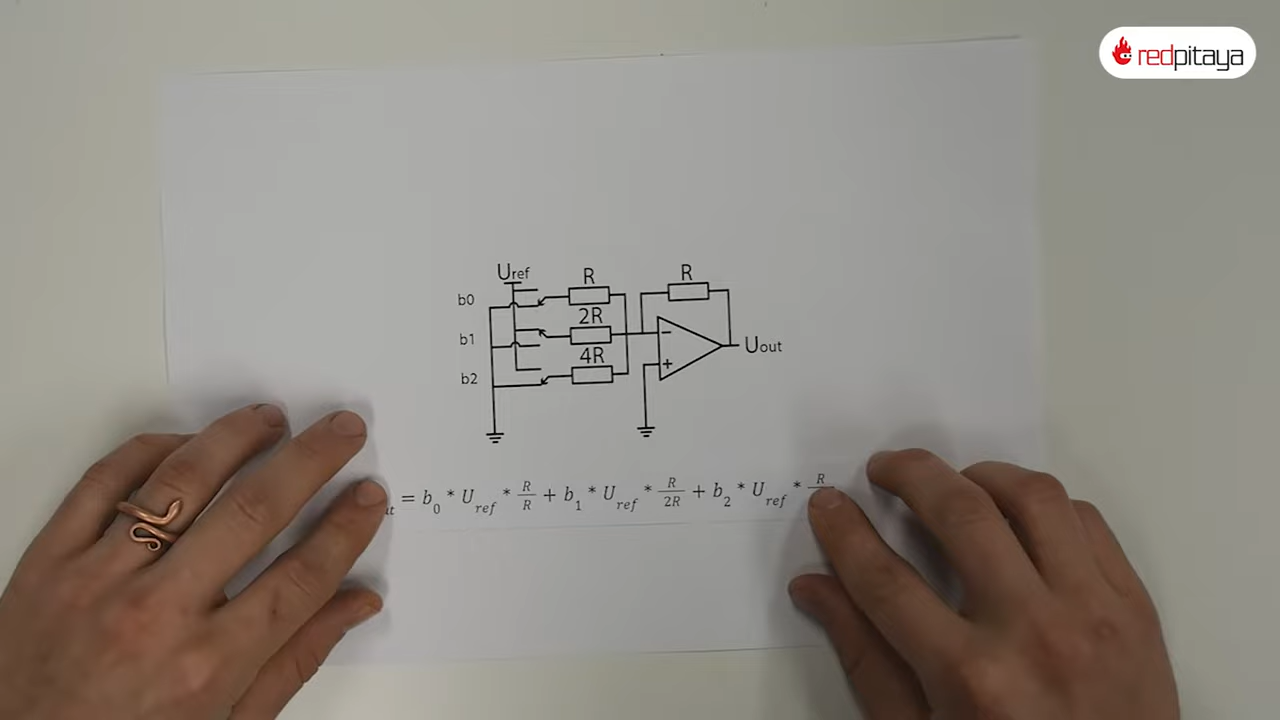 redpitaya
Uref
R
R
b0
2R
b1
Uout
4R
b2
= b0 * Uref * R/R + b1 * Uref * R/2R + b2 * Uref * R